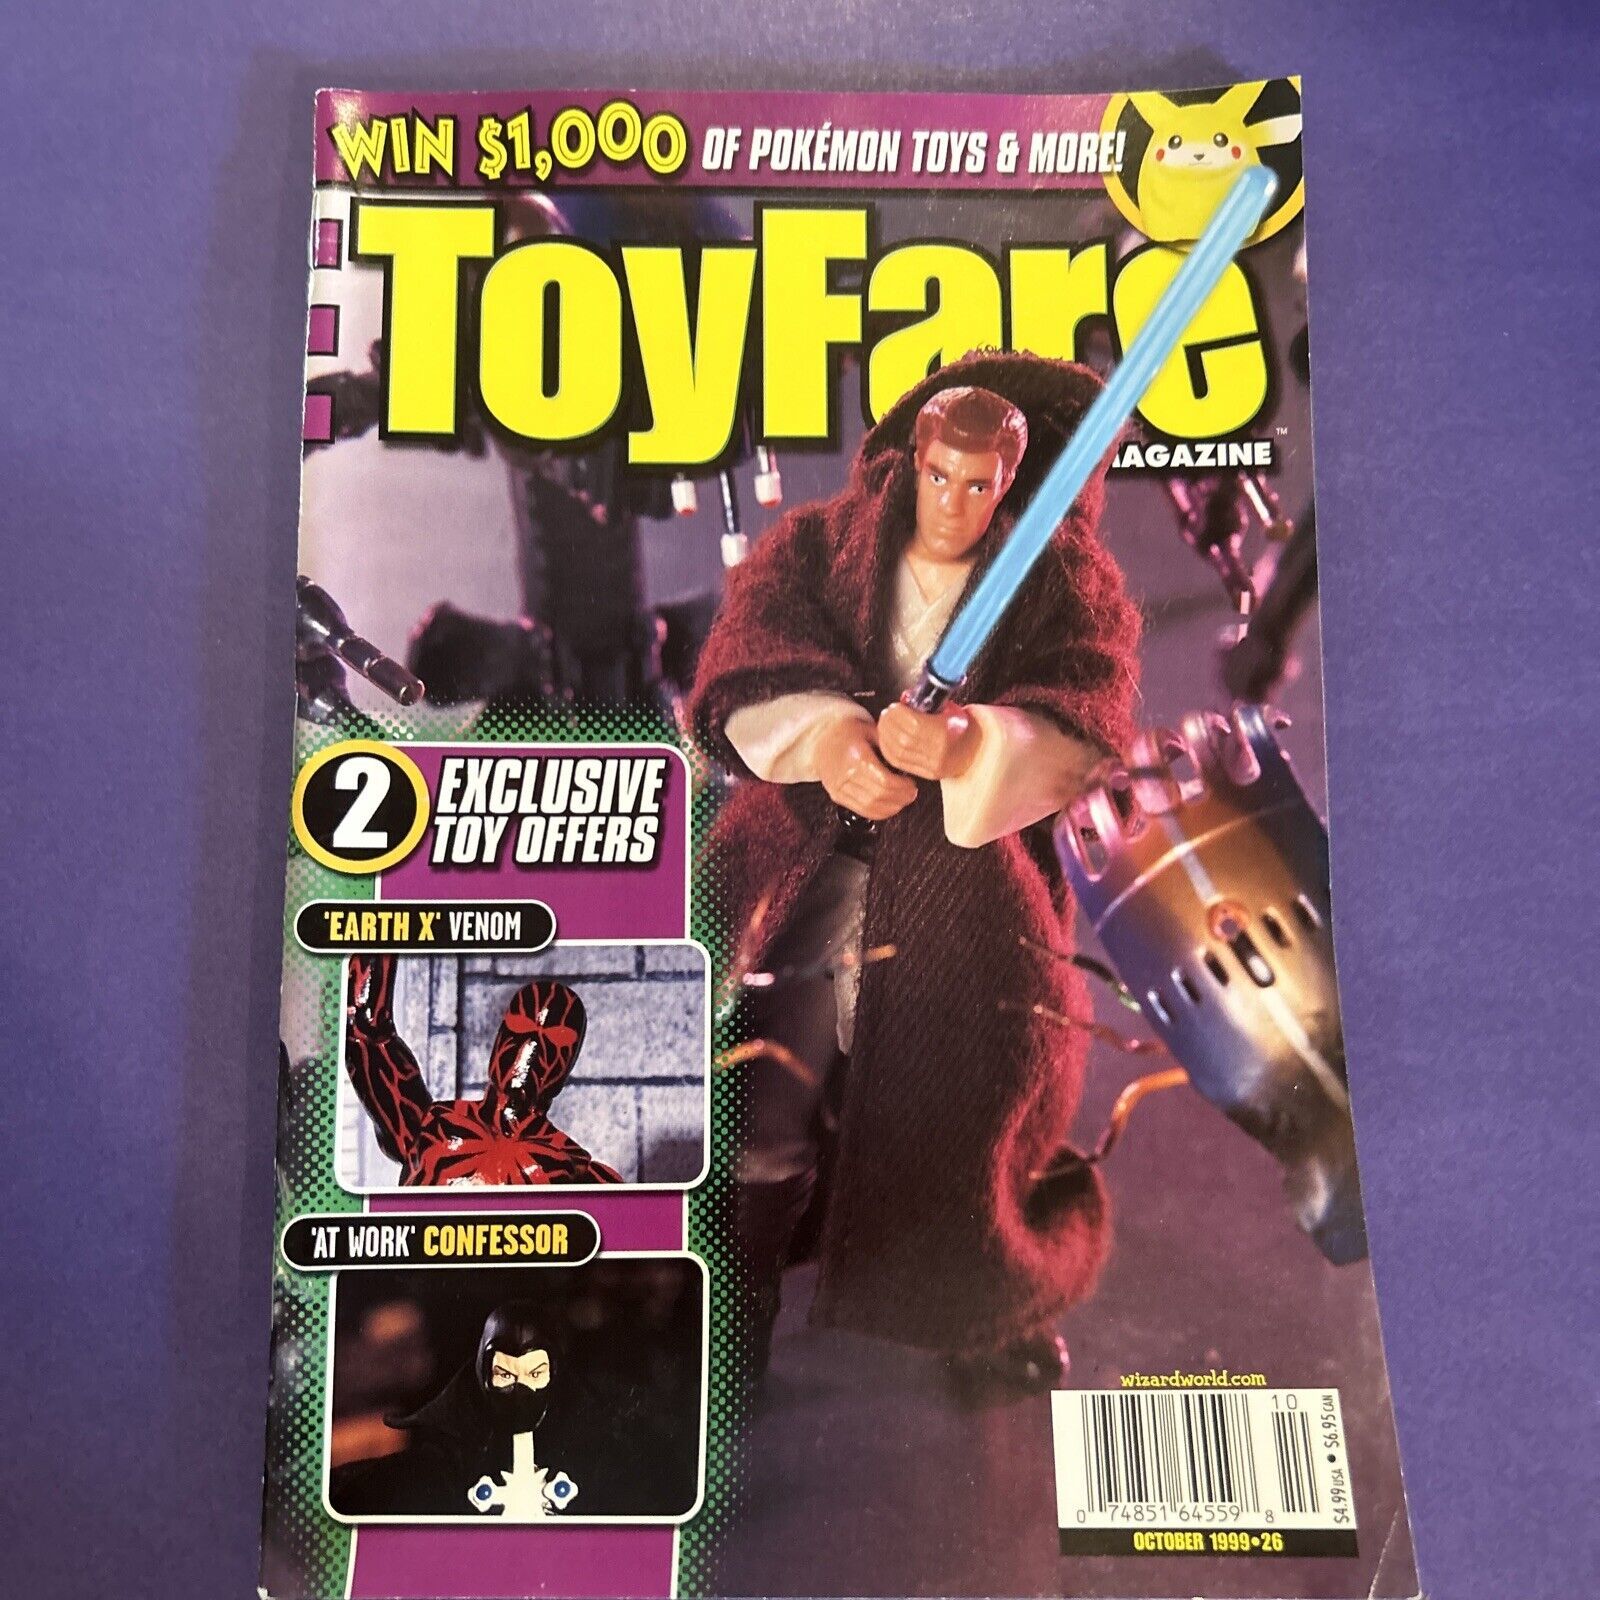 WIN $1,000 OF POKÉMON TOYS & MORE!
ToyFare
™
MAGAZINE
2 EXCLUSIVE
TOY OFFERS
'EARTH X' VENOM
'AT WORK' CONFESSOR
wizardworld.com
10
0 74851 64559 8
$4.99 USA • $6.95 CAN
OCTOBER 1999•26